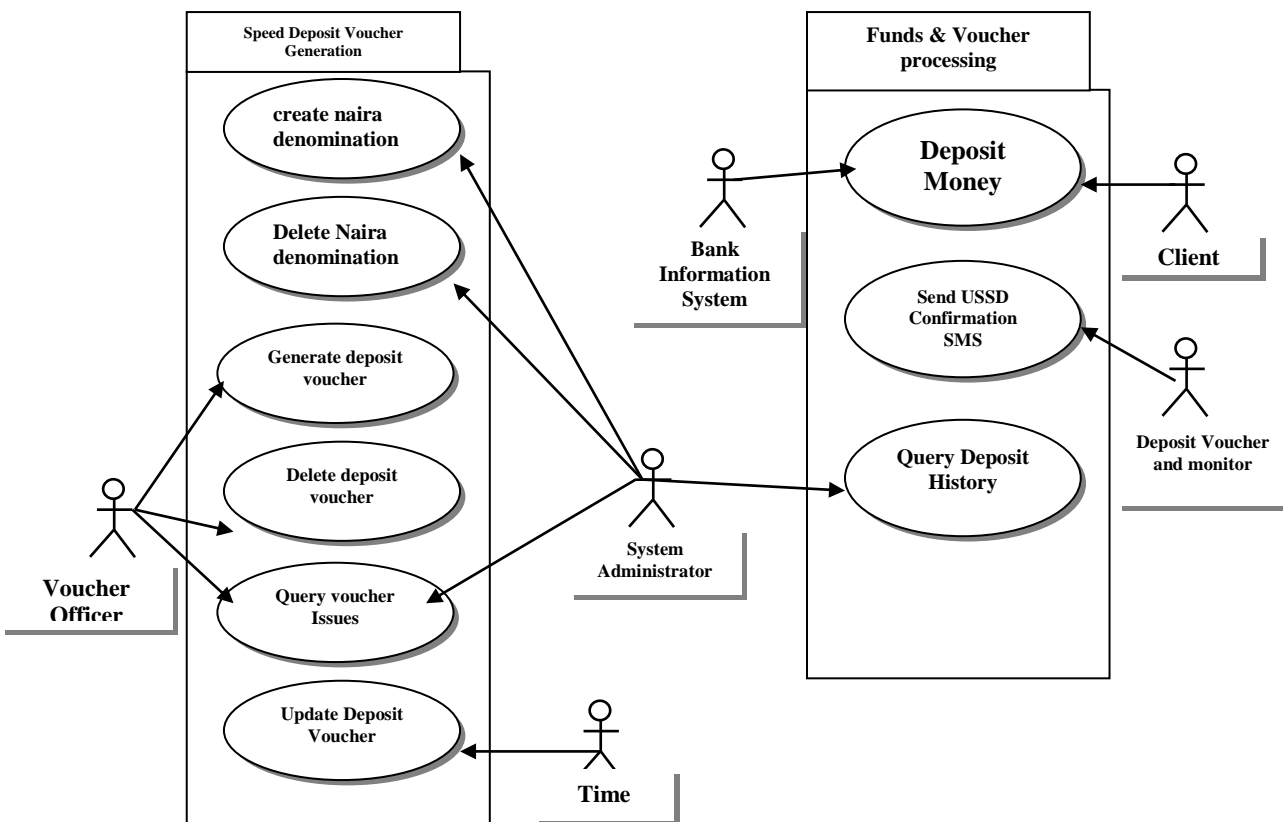 Speed Deposit Voucher
Generation
create naira
denomination
Delete Naira
denomination
Generate deposit
voucher
Delete deposit
voucher
Query voucher
Issues
Update Deposit
Voucher
Voucher
Officer
System
Administrator
Time
Funds & Voucher
processing
Deposit
Money
Send USSD
Confirmation
SMS
Query Deposit
History
Bank
Information
System
Client
Deposit Voucher
and monitor